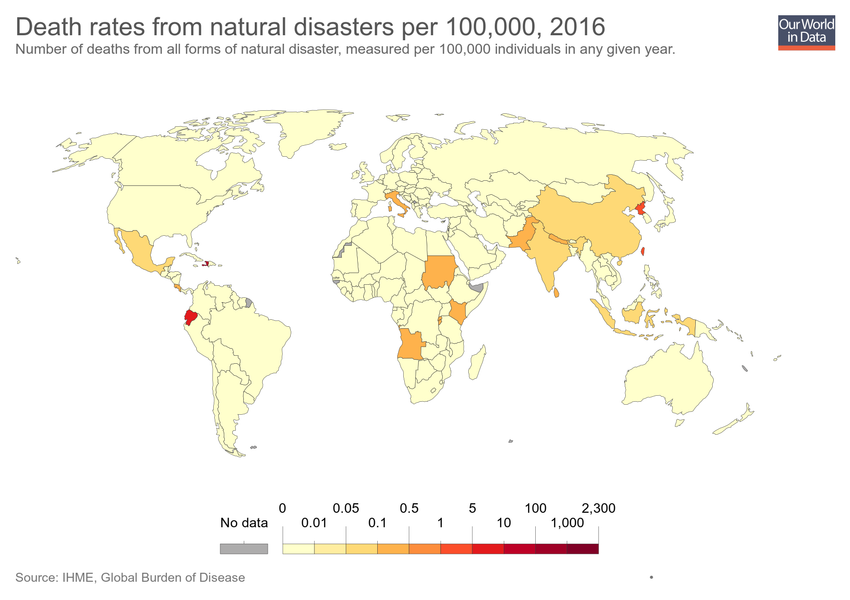 Death rates from natural disasters per 100,000, 2016
Our World
in Data
Number of deaths from all forms of natural disaster, measured per 100,000 individuals in any given year.
0 0.05 0.5 5 100 2,300
No data 0.01 0.1 1 10 1,000
Source: IHME, Global Burden of Disease